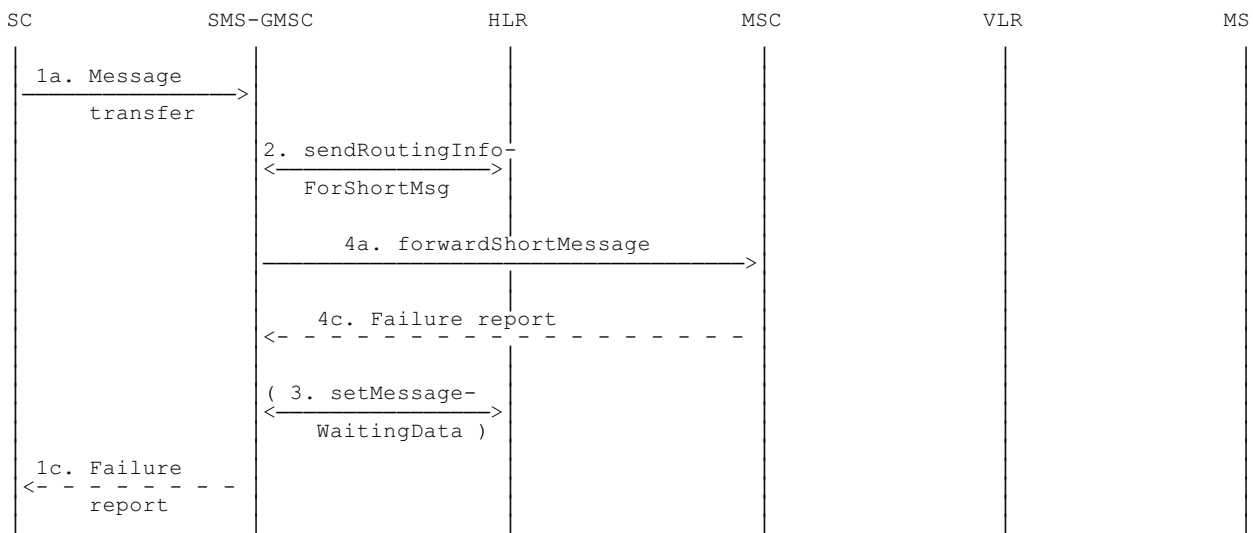 SC SMS-GMSC HLR MSC VLR MS
1a. Message
transfer
2. sendRoutingInfo-
ForShortMsg
4a. forwardShortMessage
4c. Failure report
( 3. setMessage-
WaitingData )
1c. Failure
report